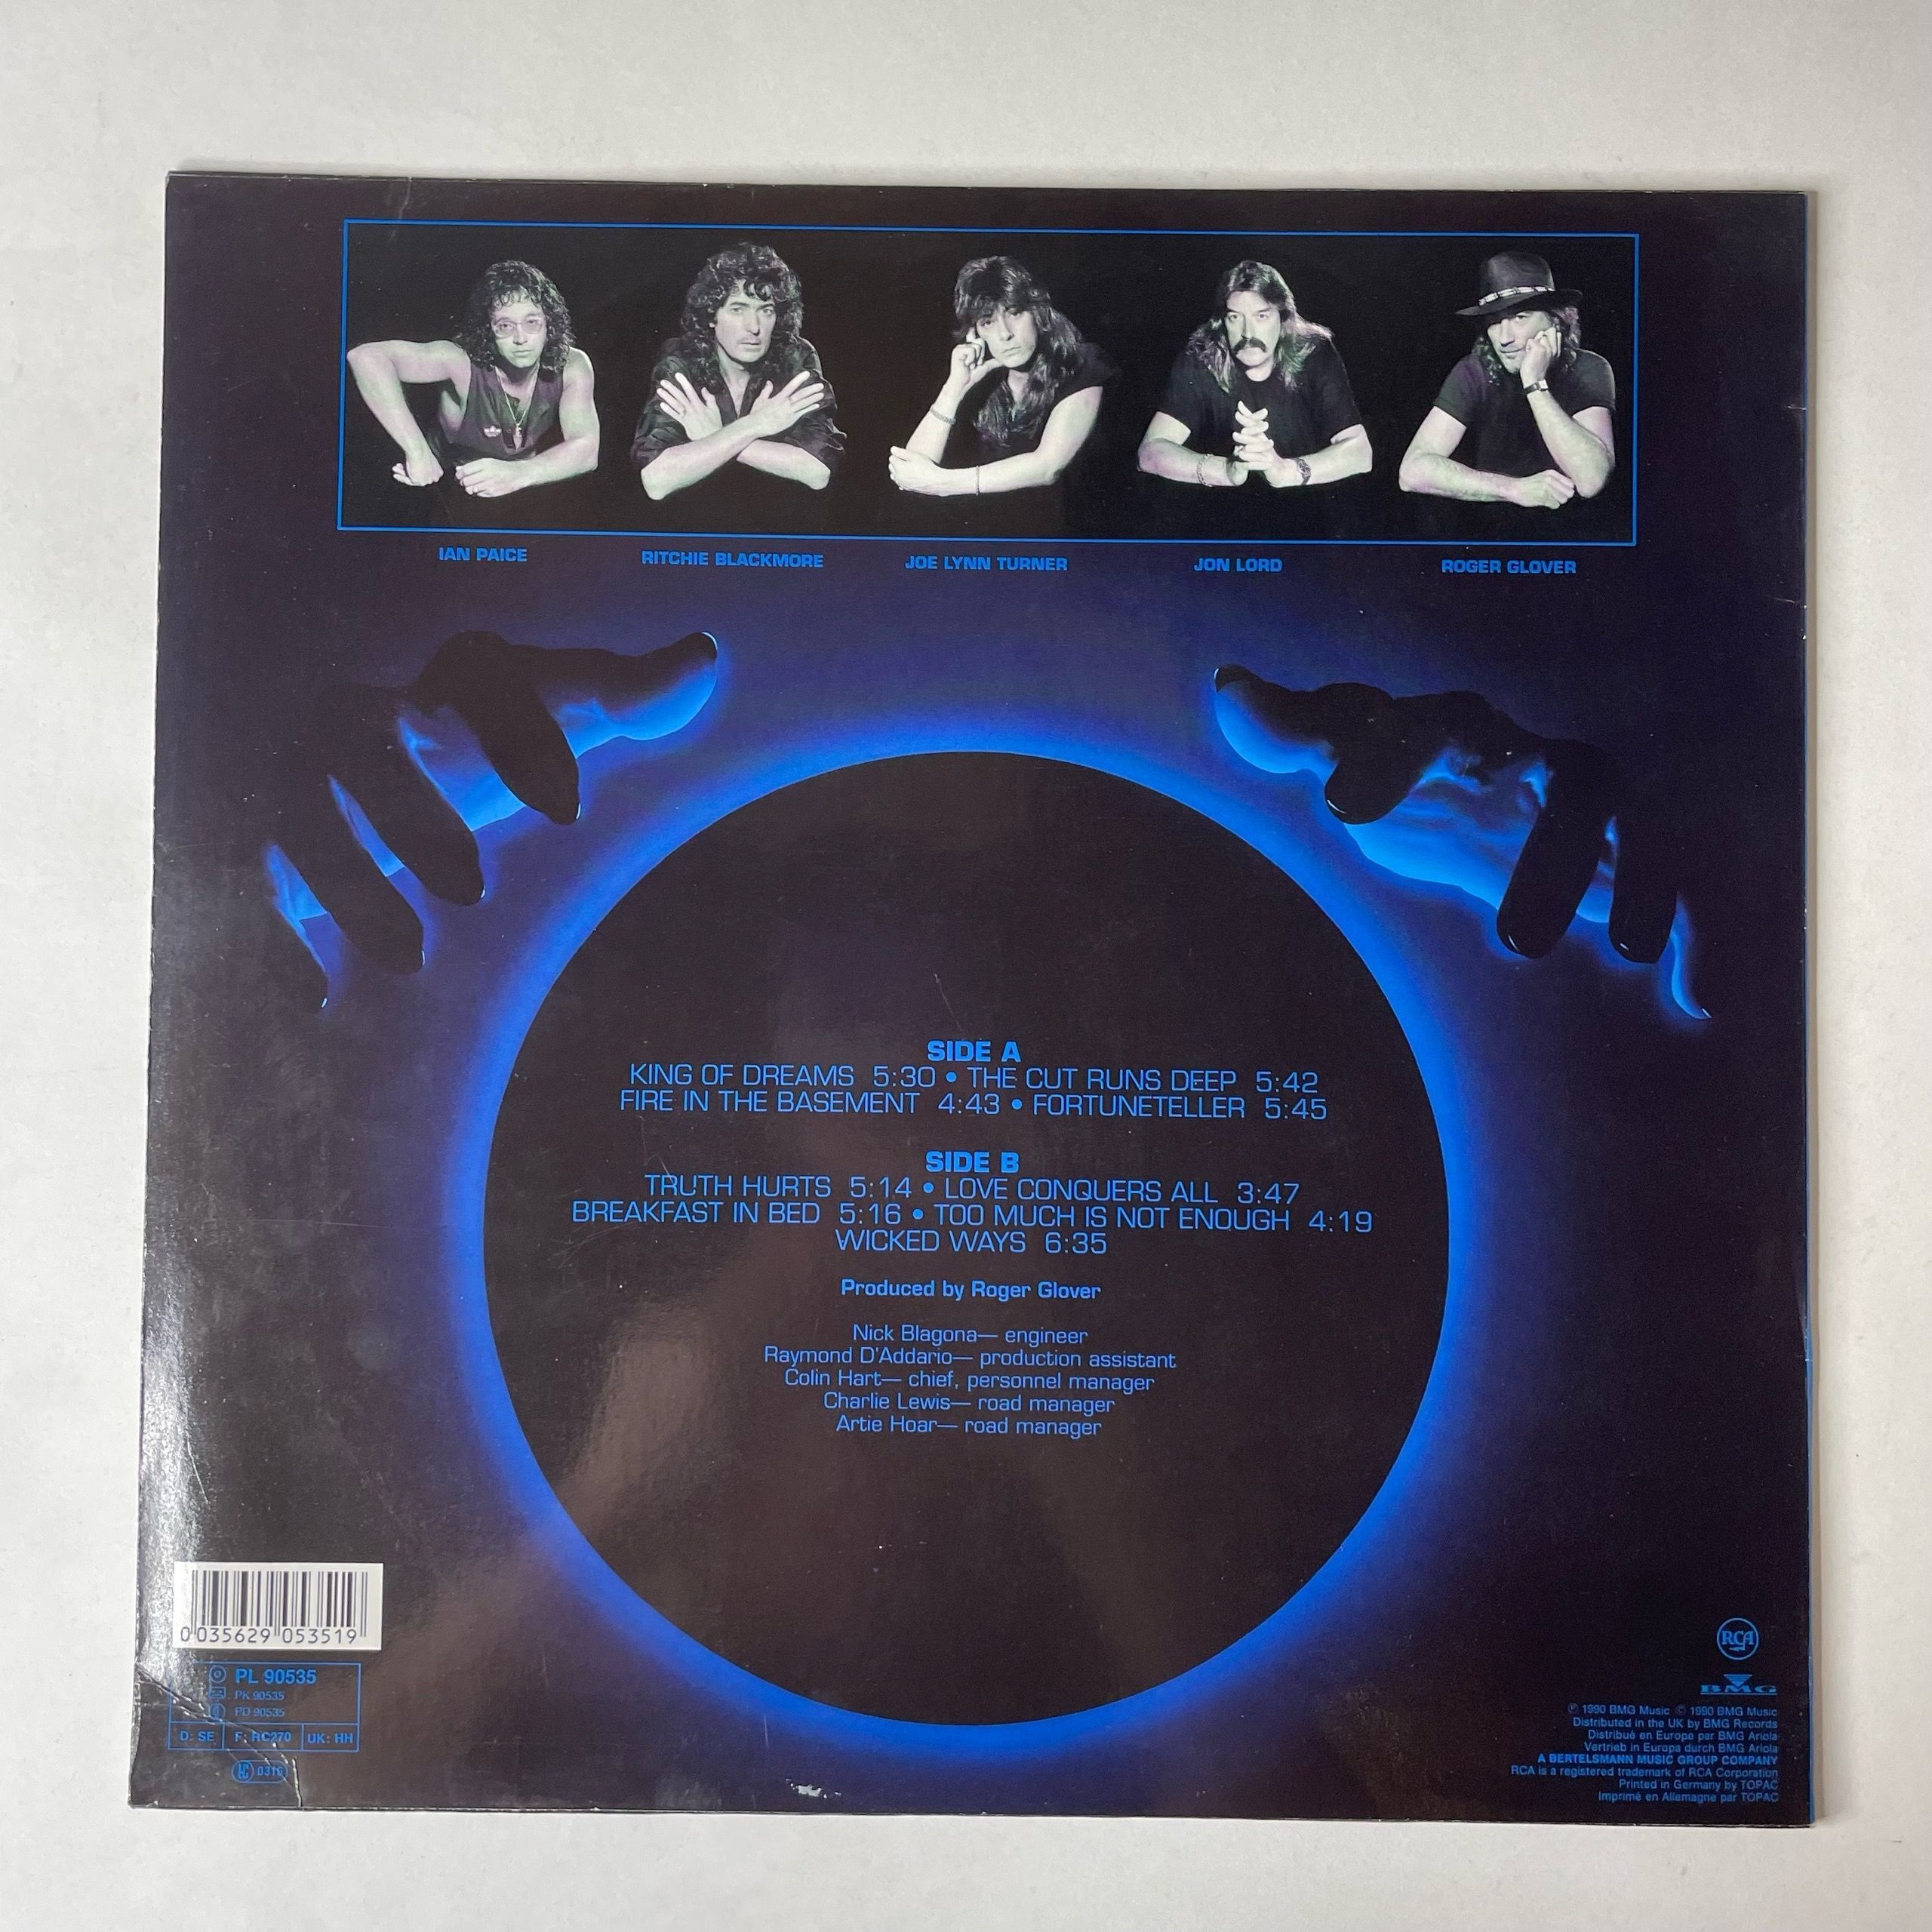 IAN PAICE RITCHIE BLACKMORE JOE LYNN TURNER JON LORD ROGER GLOVER
SIDE A
KING OF DREAMS 5:30 • THE CUT RUNS DEEP 5:42
FIRE IN THE BASEMENT 4:43 • FORTUNETELLER 5:45
SIDE B
TRUTH HURTS 5:14 • LOVE CONQUERS ALL 3:47
BREAKFAST IN BED 5:16 • TOO MUCH IS NOT ENOUGH 4:19
WICKED WAYS 6:35
Produced by Roger Glover
Nick Blagona— engineer
Raymond D'Addario— production assistant
Colin Hart— chief, personnel manager
Charlie Lewis— road manager
Artie Hoar— road manager
0 035629 053519
PL 90535
PK 90535
PD 90535
D: SE F: RC270 UK: HH
LC 0316
RCA
BMG
℗ 1990 BMG Music © 1990 BMG Music
Distributed in the UK by BMG Records
Distribué en Europe par BMG Ariola
Vertrieb in Europa durch BMG Ariola
A BERTELSMANN MUSIC GROUP COMPANY
RCA is a registered trademark of RCA Corporation
Printed in Germany by TOPAC
Imprimé en Allemagne par TOPAC